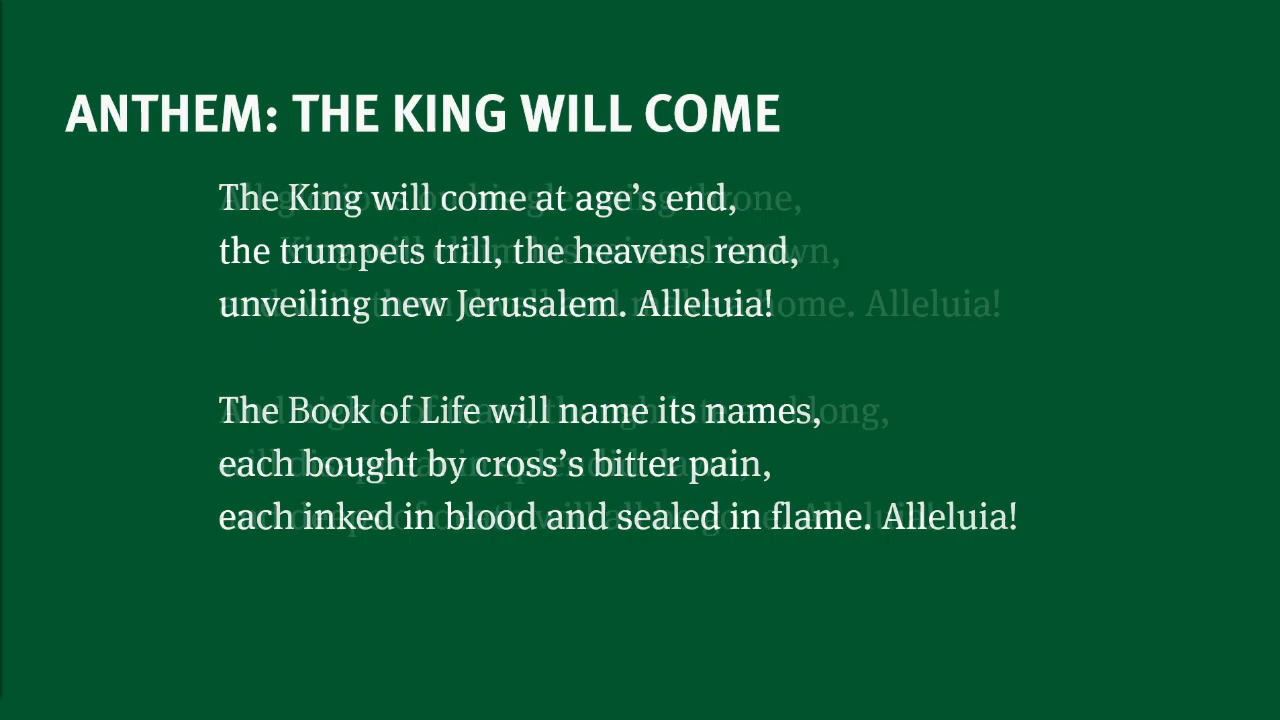 ANTHEM: THE KING WILL COME
The King will come at age’s end,
the trumpets trill, the heavens rend,
unveiling new Jerusalem. Alleluia!
The Book of Life will name its names,
each bought by cross’s bitter pain,
each inked in blood and sealed in flame. Alleluia!